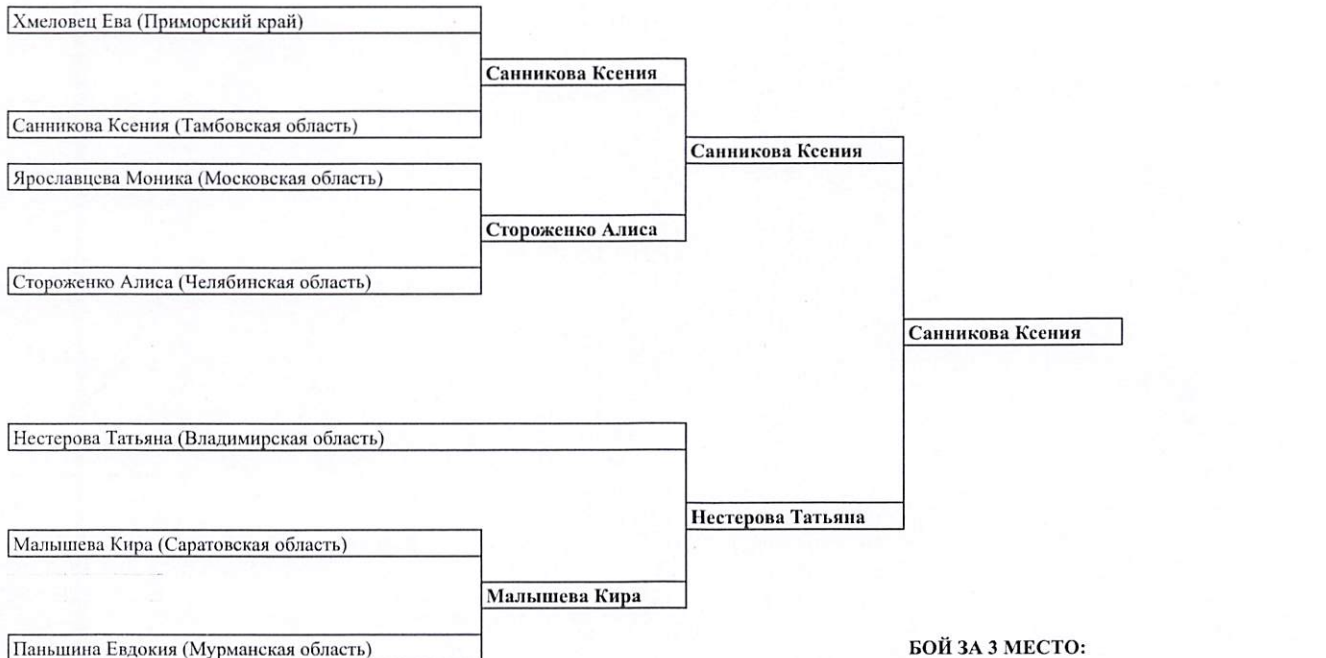 Хмеловец Ева (Приморский край)
Санникова Ксения
Санникова Ксения (Тамбовская область)
Санникова Ксения
Ярославцева Моника (Московская область)
Стороженко Алиса
Стороженко Алиса (Челябинская область)
Санникова Ксения
Нестерова Татьяна (Владимирская область)
Нестерова Татьяна
Малышева Кира (Саратовская область)
Малышева Кира
Паньшина Евдокия (Мурманская область)
БОЙ ЗА 3 МЕСТО: